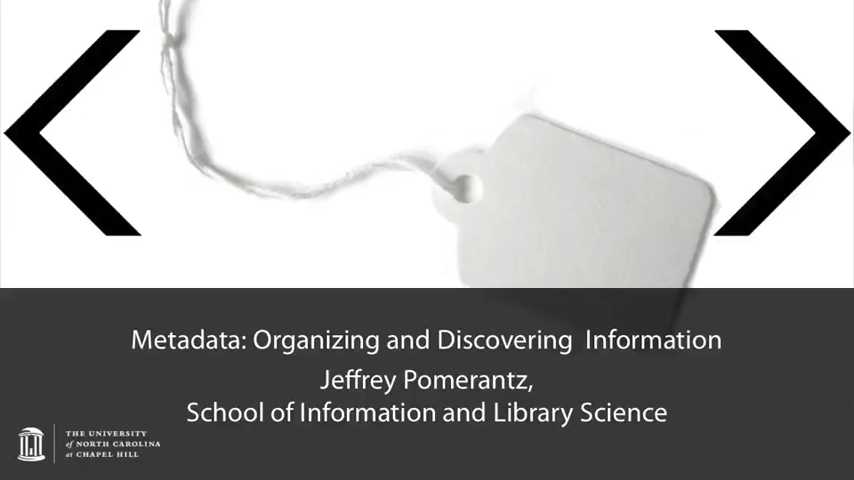 Metadata: Organizing and Discovering  Information
Jeffrey Pomerantz,
School of Information and Library Science
THE UNIVERSITY
of NORTH CAROLINA
at CHAPEL HILL